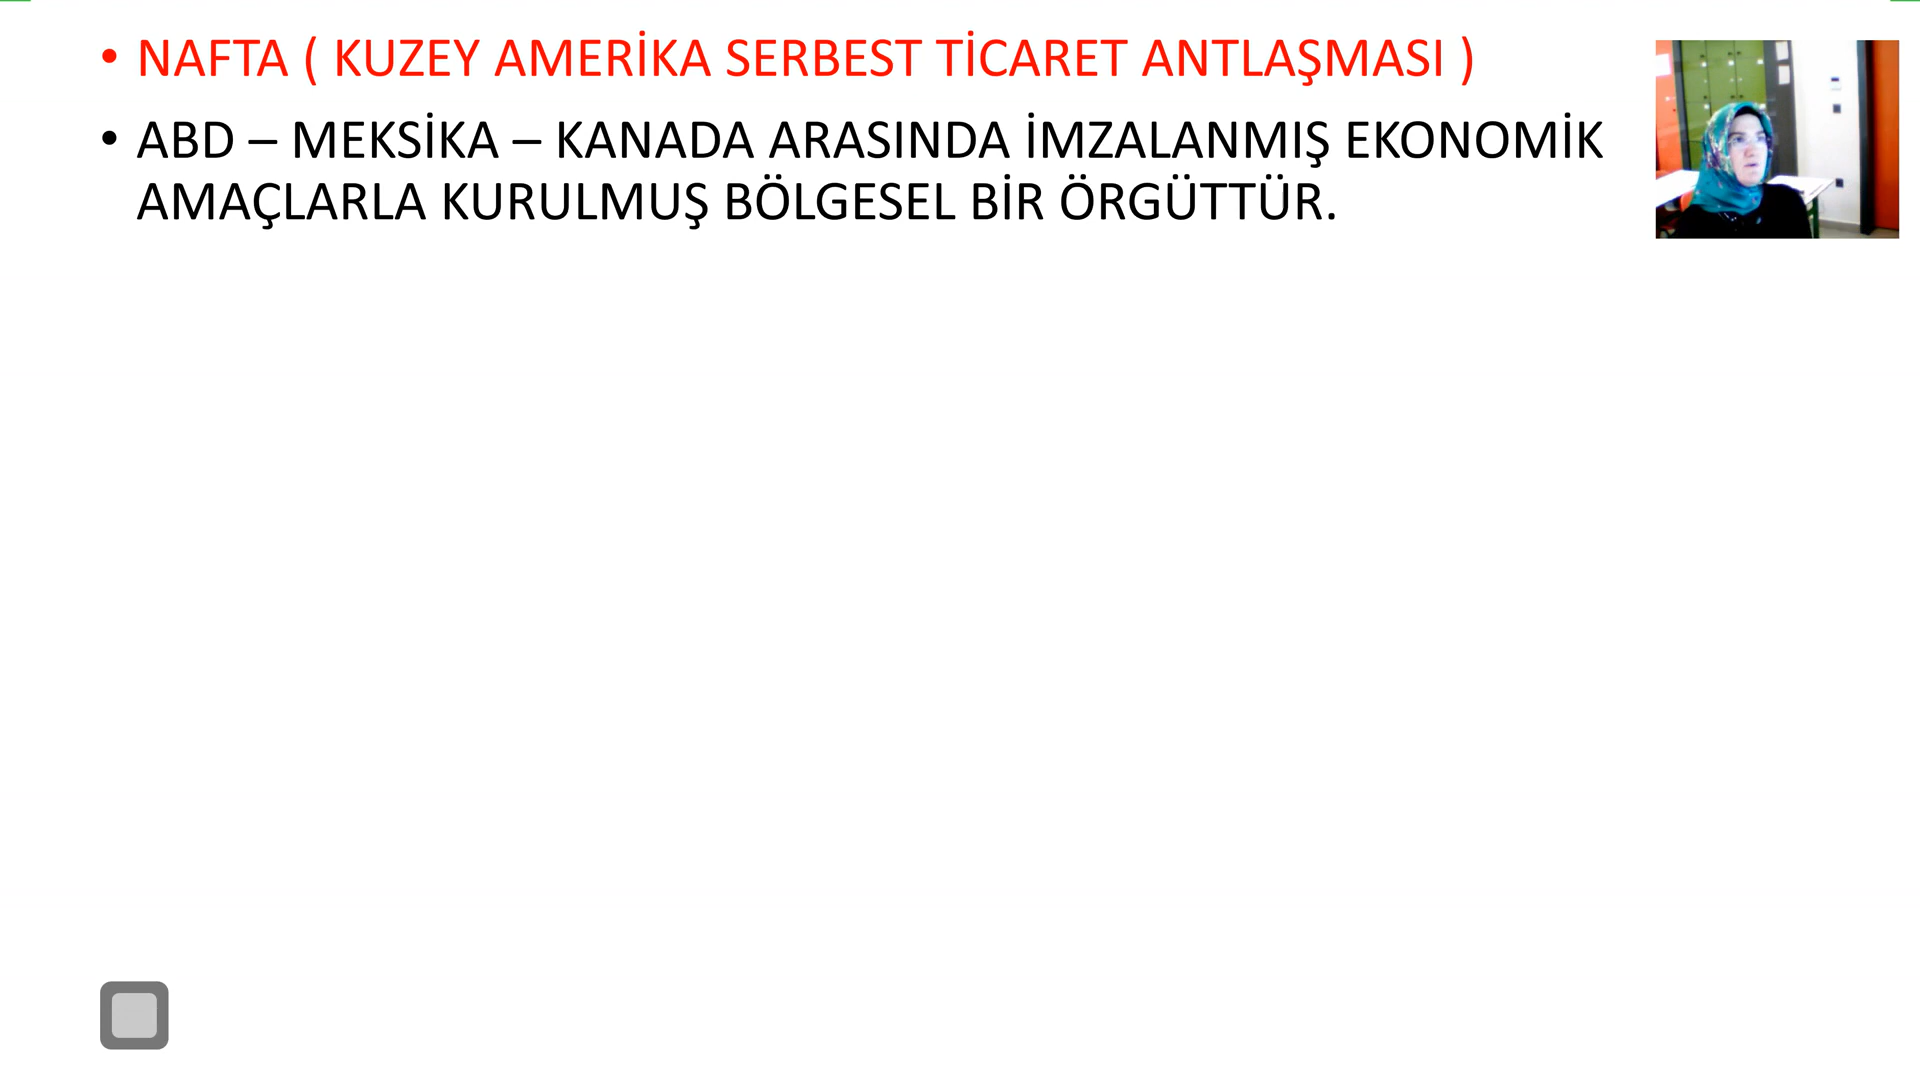 • NAFTA ( KUZEY AMERİKA SERBEST TİCARET ANTLAŞMASI )
• ABD – MEKSİKA – KANADA ARASINDA İMZALANMIŞ EKONOMİK
AMAÇLARLA KURULMUŞ BÖLGESEL BİR ÖRGÜTTÜR.